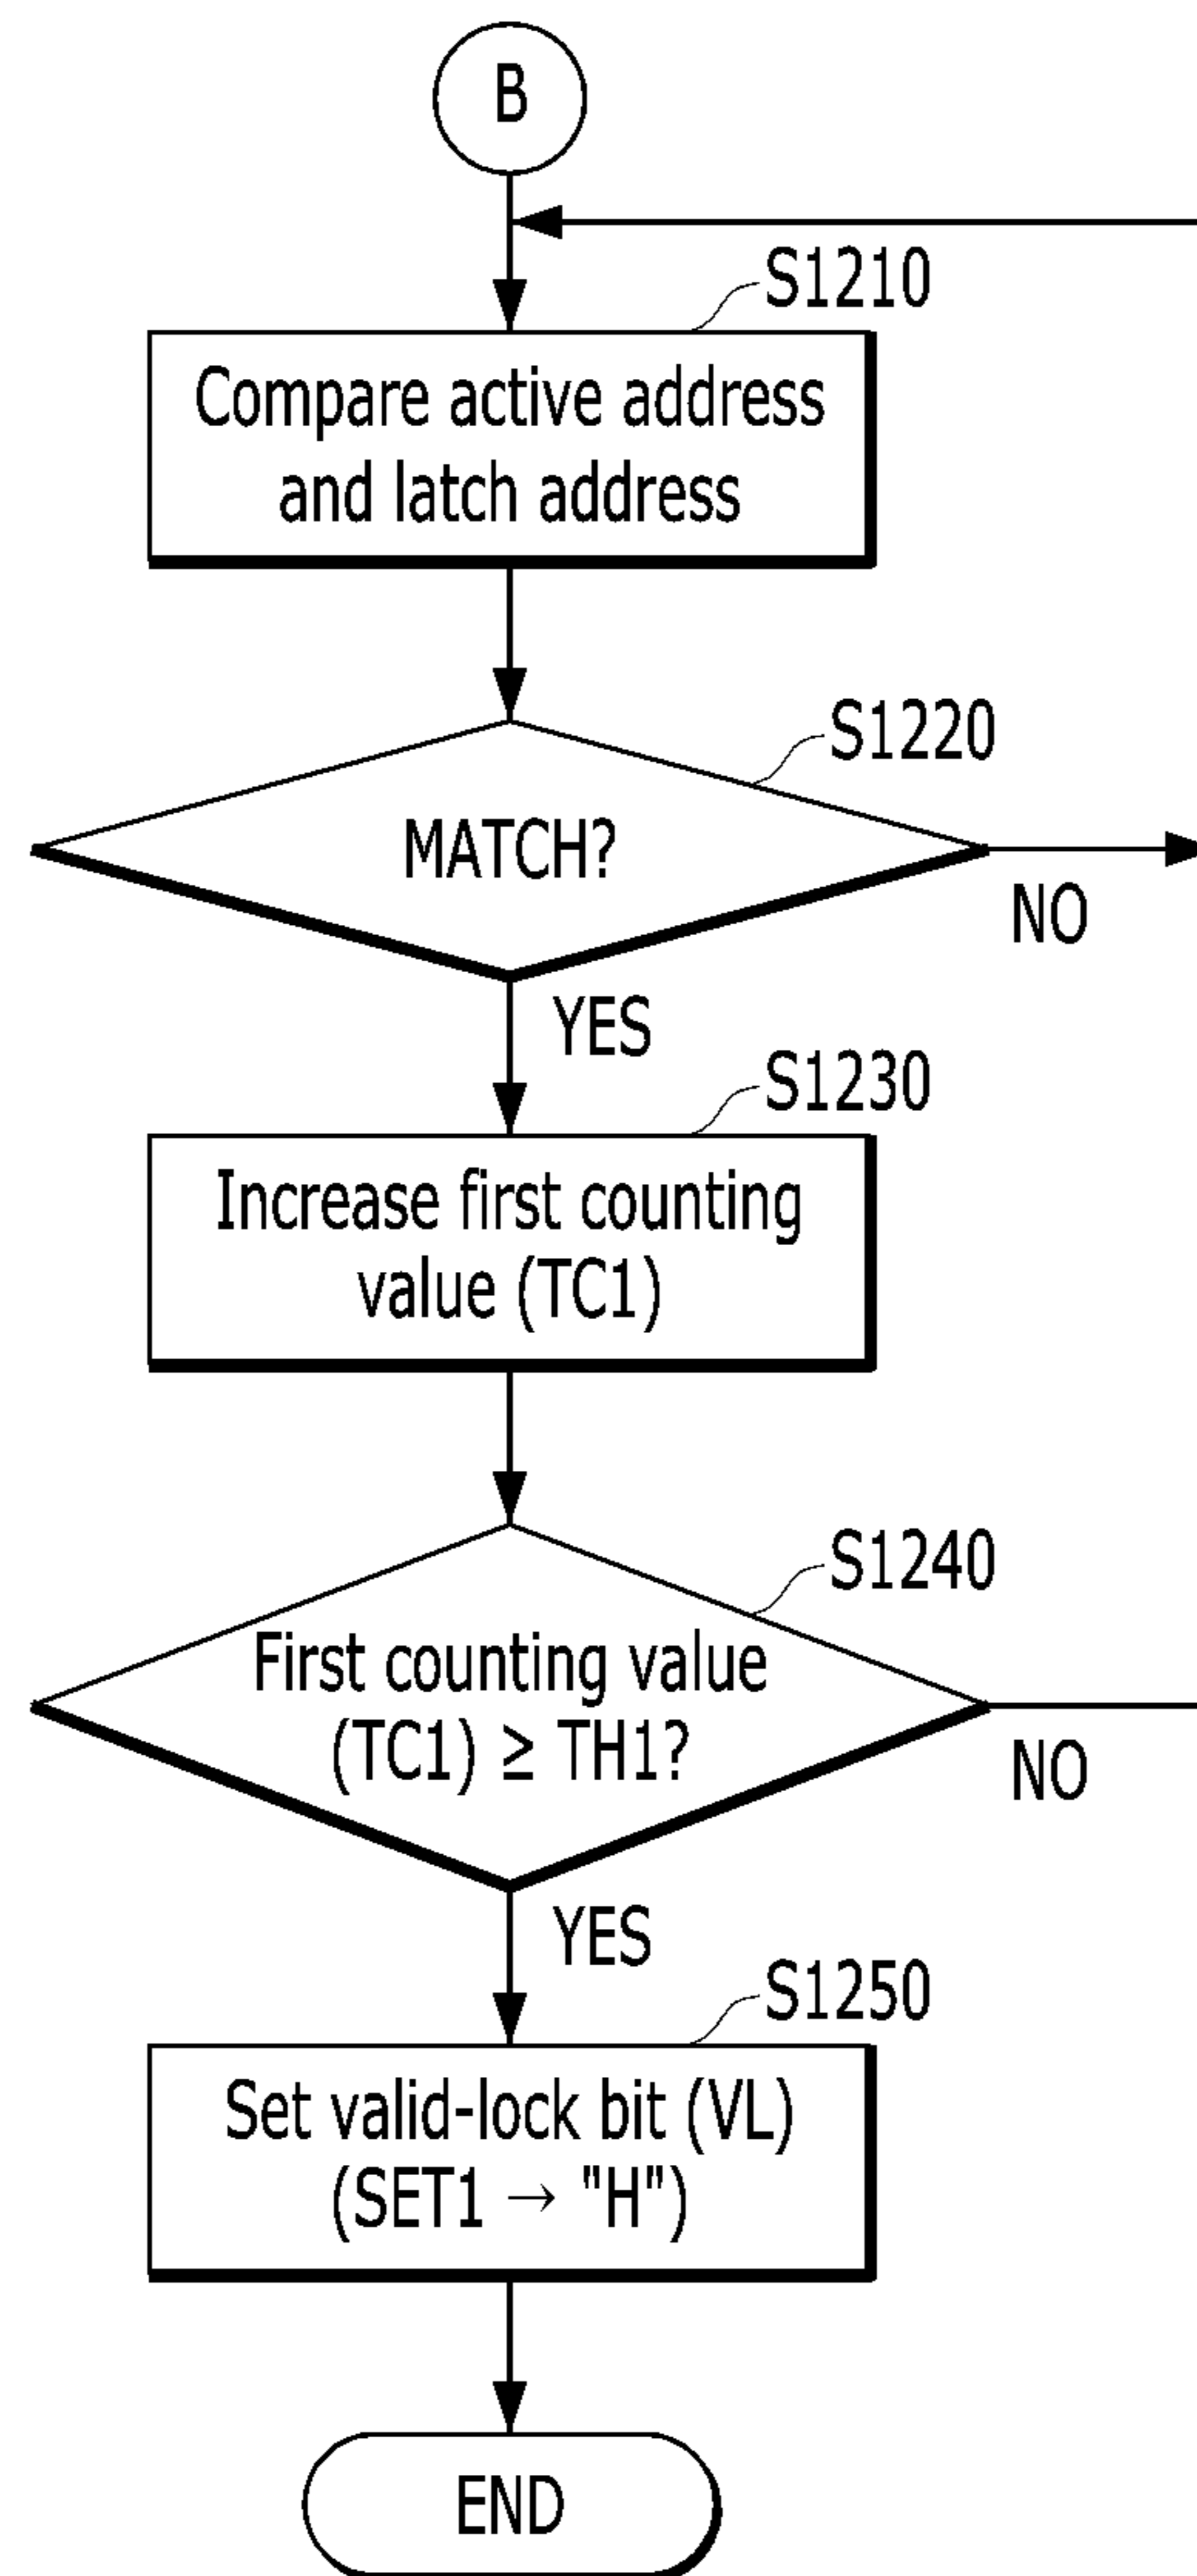 B
S1210
Compare active address
and latch address
S1220
MATCH?
NO
YES
S1230
Increase first counting
value (TC1)
S1240
First counting value
(TC1) ≥ TH1?
NO
YES
S1250
Set valid-lock bit (VL)
(SET1 → "H")
END